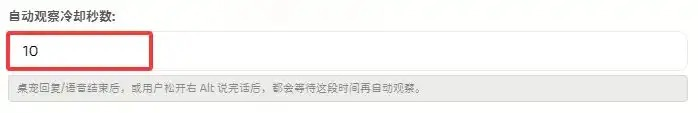 自动观察冷却秒数:
10
桌宠回复/语音结束后，或用户松开右 Alt 说完话后，都会等待这段时间再自动观察。